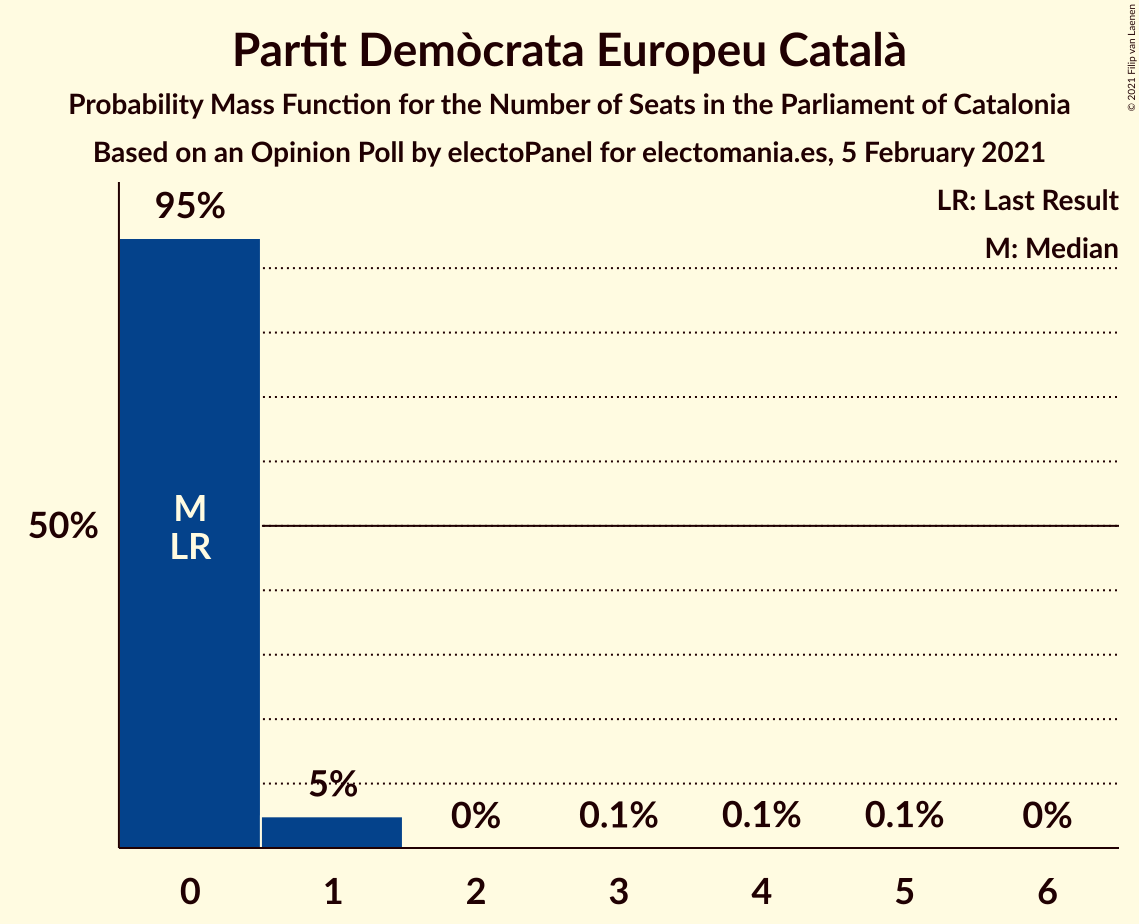 Partit Demòcrata Europeu Català
Probability Mass Function for the Number of Seats in the Parliament of Catalonia
Based on an Opinion Poll by electoPanel for electomania.es, 5 February 2021
© 2021 Filip van Laenen
LR: Last Result
M: Median
95%
50%
M
LR
5%
0%
0.1%
0.1%
0.1%
0%
0 1 2 3 4 5 6